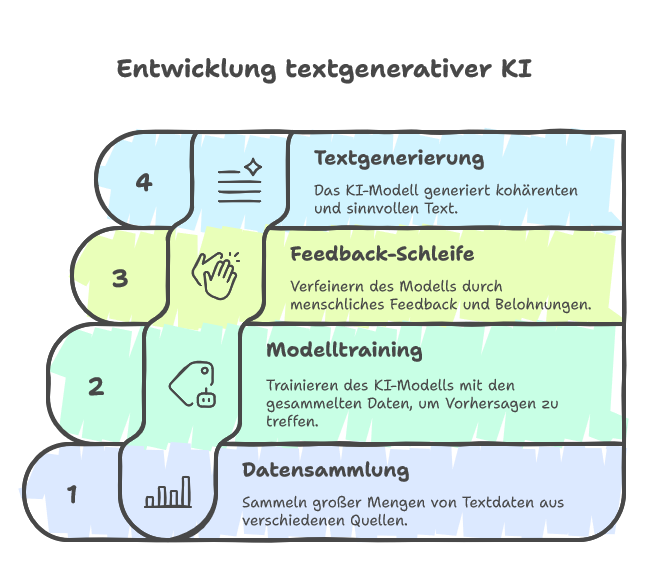 Entwicklung textgenerativer KI
4
Textgenerierung
Das KI-Modell generiert kohärenten
und sinnvollen Text.
3
Feedback-Schleife
Verfeinern des Modells durch
menschliches Feedback und Belohnungen.
2
Modelltraining
Trainieren des KI-Modells mit den
gesammelten Daten, um Vorhersagen zu
treffen.
1
Datensammlung
Sammeln großer Mengen von Textdaten aus
verschiedenen Quellen.